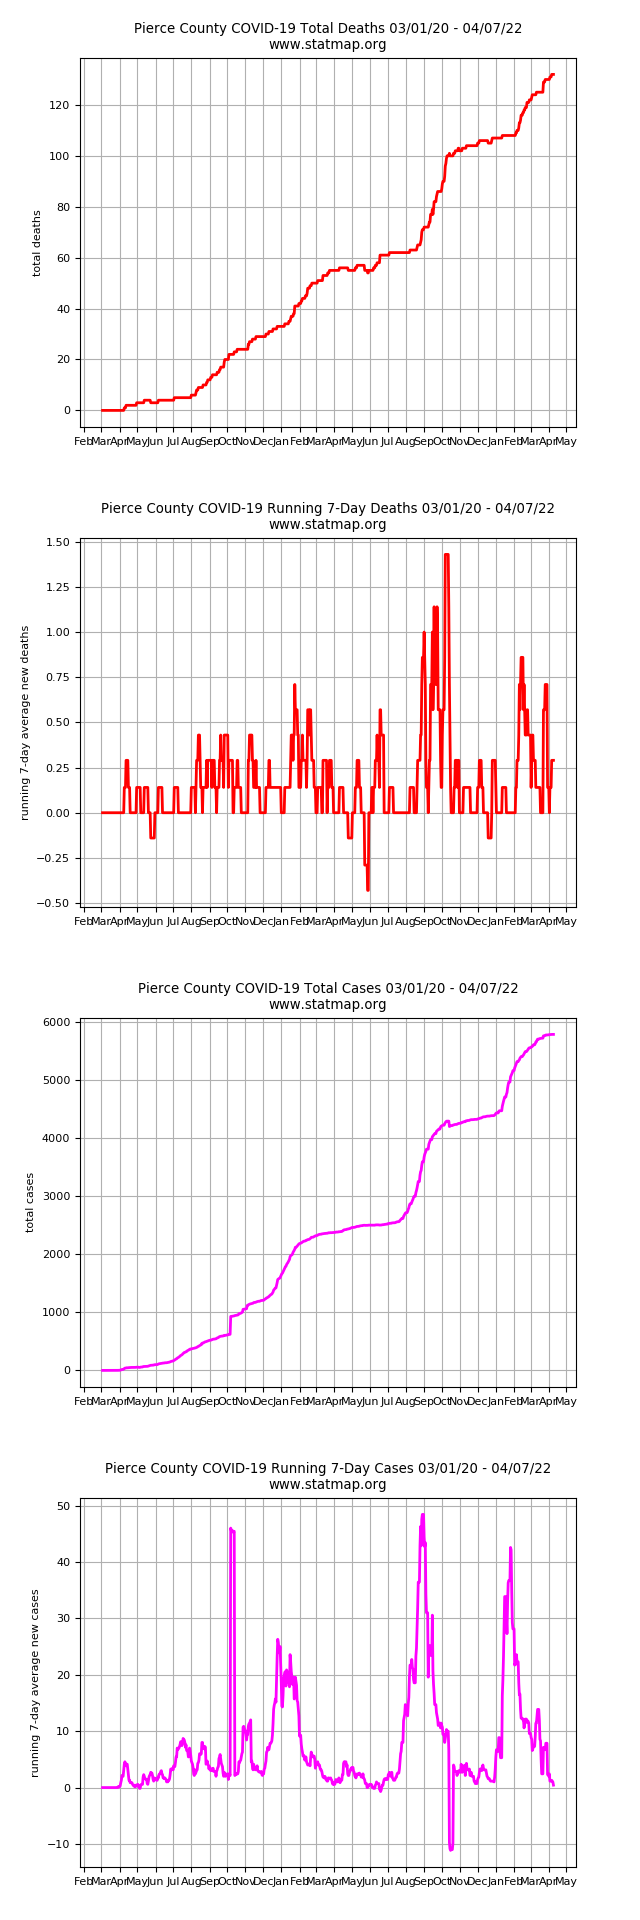 Pierce County COVID-19 Total Deaths 03/01/20 - 04/07/22
www.statmap.org
total deaths
120
100
80
60
40
20
0
Feb Mar Apr May Jun Jul Aug Sep Oct Nov Dec Jan Feb Mar Apr May Jun Jul Aug Sep Oct Nov Dec Jan Feb Mar Apr May
Pierce County COVID-19 Running 7-Day Deaths 03/01/20 - 04/07/22
www.statmap.org
running 7-day average new deaths
1.50
1.25
1.00
0.75
0.50
0.25
0.00
−0.25
−0.50
Feb Mar Apr May Jun Jul Aug Sep Oct Nov Dec Jan Feb Mar Apr May Jun Jul Aug Sep Oct Nov Dec Jan Feb Mar Apr May
Pierce County COVID-19 Total Cases 03/01/20 - 04/07/22
www.statmap.org
total cases
6000
5000
4000
3000
2000
1000
0
Feb Mar Apr May Jun Jul Aug Sep Oct Nov Dec Jan Feb Mar Apr May Jun Jul Aug Sep Oct Nov Dec Jan Feb Mar Apr May
Pierce County COVID-19 Running 7-Day Cases 03/01/20 - 04/07/22
www.statmap.org
running 7-day average new cases
50
40
30
20
10
0
−10
Feb Mar Apr May Jun Jul Aug Sep Oct Nov Dec Jan Feb Mar Apr May Jun Jul Aug Sep Oct Nov Dec Jan Feb Mar Apr May